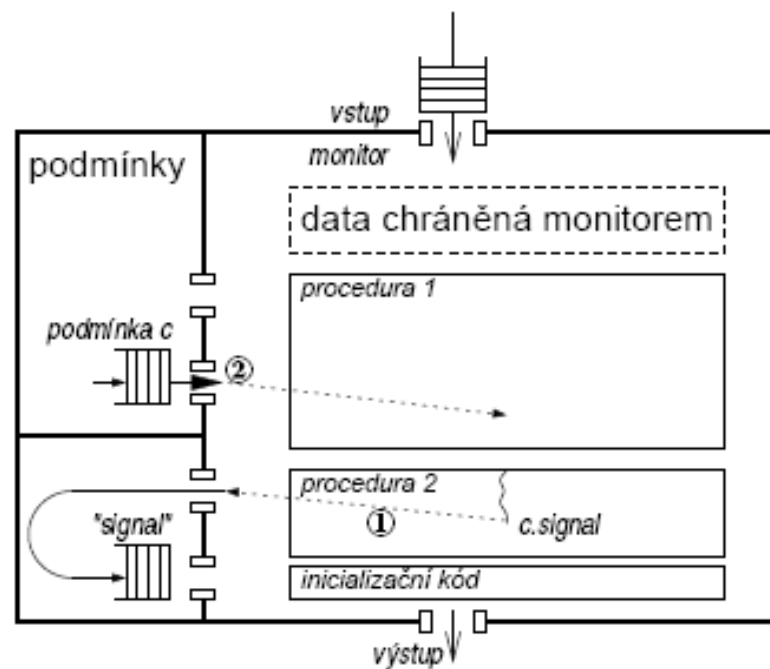 vstup
monitor
podmínky
data chráněná monitorem
procedura 1
podmínka c
②
procedura 2
"signal"
①
c.signal
inicializační kód
výstup